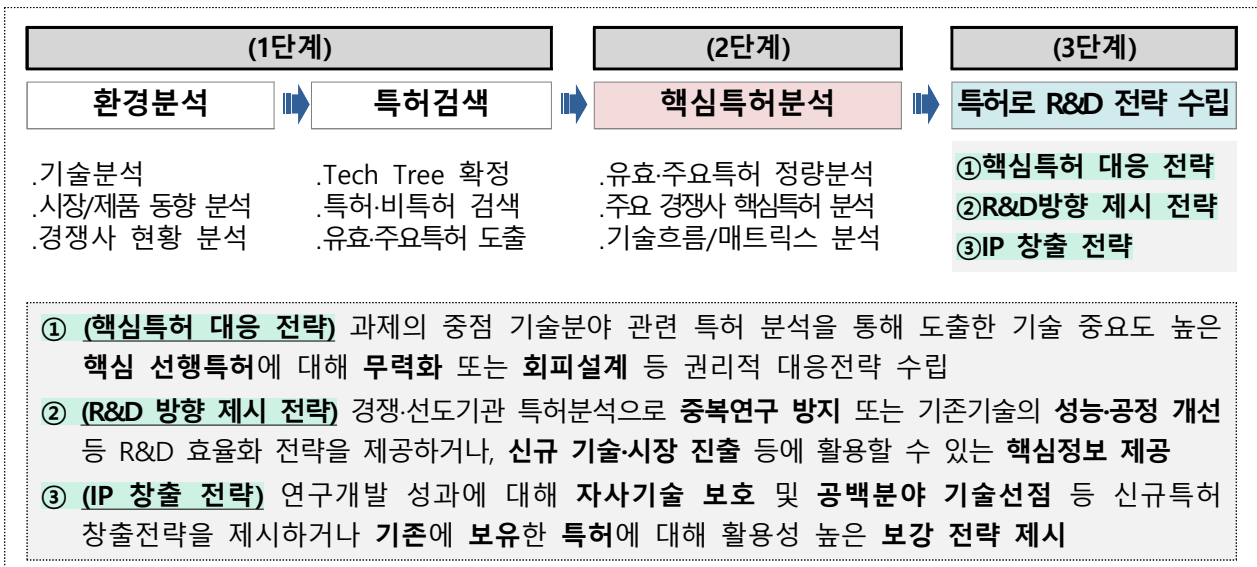 (1단계) (2단계) (3단계)
환경분석 특허검색 핵심특허분석 특허로 R&D 전략 수립
.기술분석 .Tech Tree 확정 .유효·주요특허 정량분석 ①핵심특허 대응 전략
.시장/제품 동향 분석 .특허·비특허 검색 .주요 경쟁사 핵심특허 분석 ②R&D방향 제시 전략
.경쟁사 현황 분석 .유효·주요특허 도출 .기술흐름/매트릭스 분석 ③IP 창출 전략
① (핵심특허 대응 전략) 과제의 중점 기술분야 관련 특허 분석을 통해 도출한 기술 중요도 높은
핵심 선행특허에 대해 무력화 또는 회피설계 등 권리적 대응전략 수립
② (R&D 방향 제시 전략) 경쟁·선도기관 특허분석으로 중복연구 방지 또는 기존기술의 성능·공정 개선
등 R&D 효율화 전략을 제공하거나, 신규 기술·시장 진출 등에 활용할 수 있는 핵심정보 제공
③ (IP 창출 전략) 연구개발 성과에 대해 자사기술 보호 및 공백분야 기술선점 등 신규특허
창출전략을 제시하거나 기존에 보유한 특허에 대해 활용성 높은 보강 전략 제시